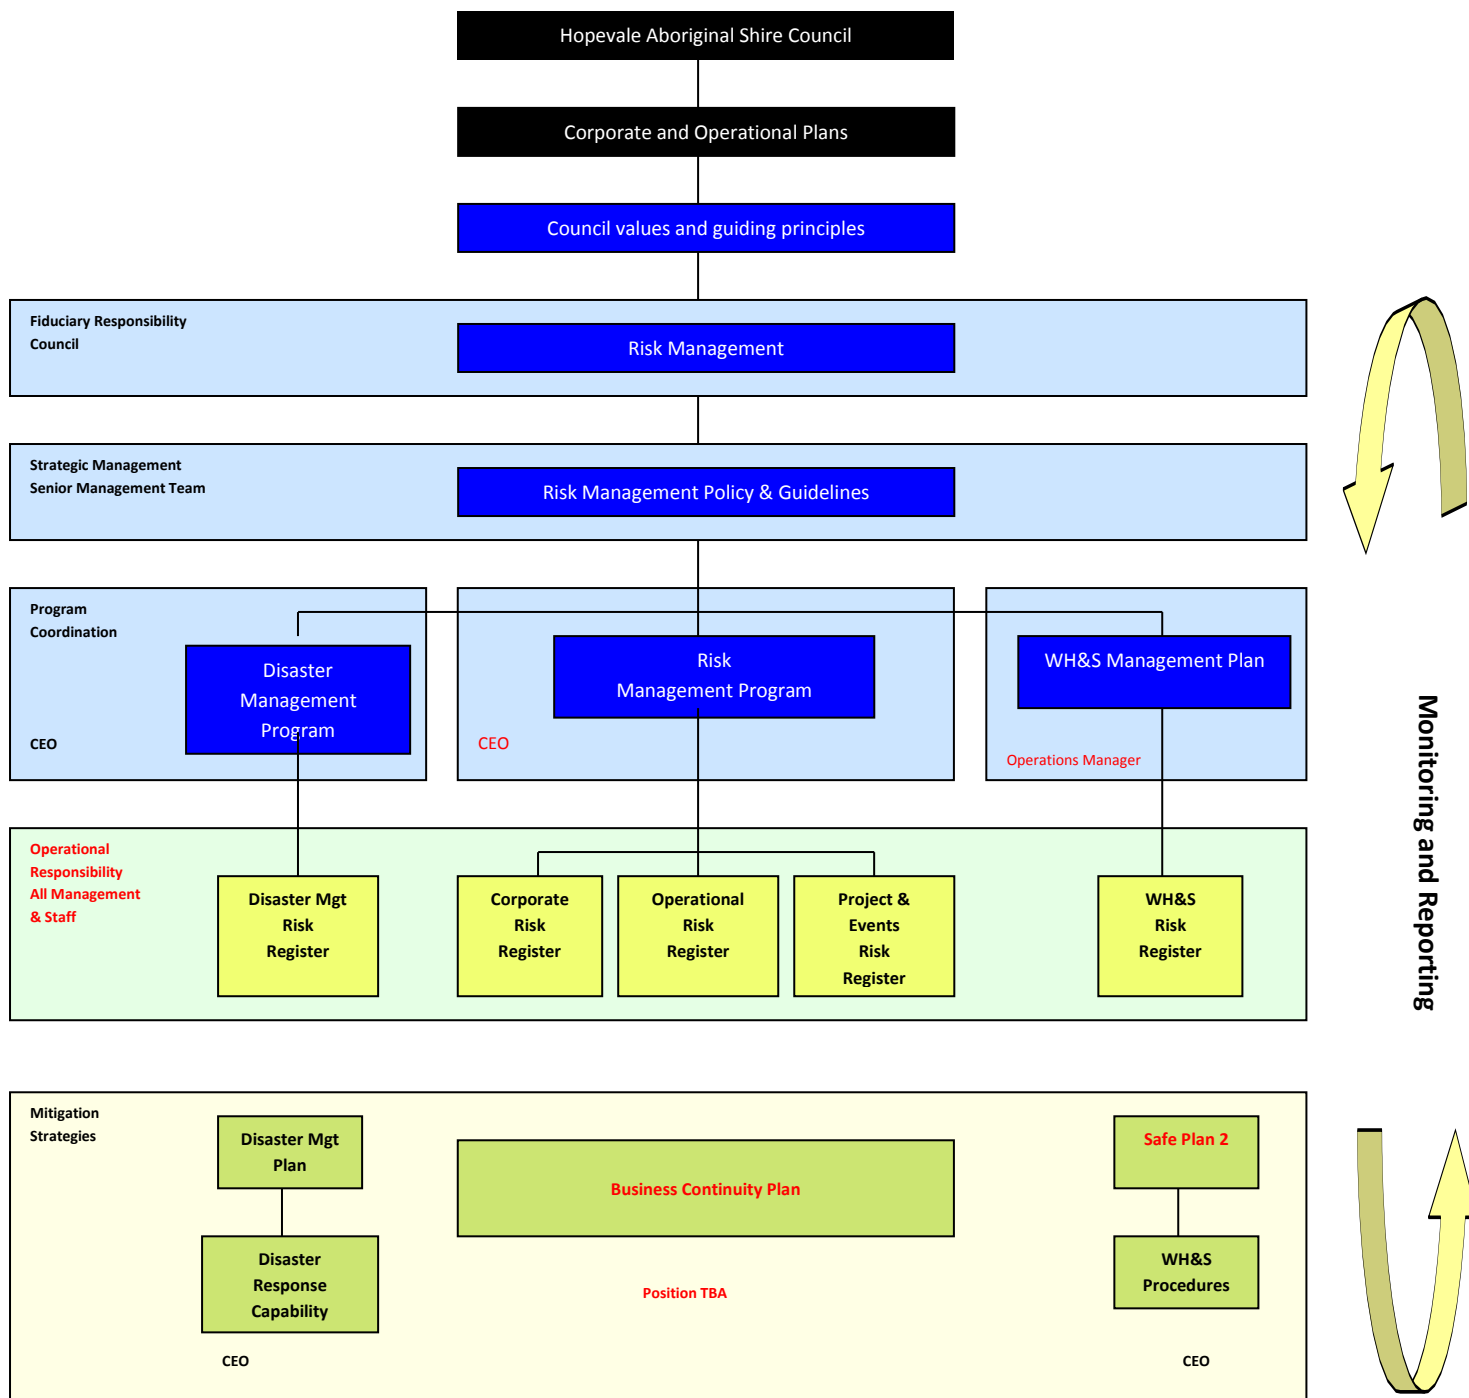 Hopevale Aboriginal Shire Council
Corporate and Operational Plans
Council values and guiding principles
Fiduciary Responsibility
Council
Risk Management
Strategic Management
Senior Management Team
Risk Management Policy & Guidelines
Program
Coordination
CEO
Disaster
Management
Program
Risk
Management Program
CEO
WH&S Management Plan
Operations Manager
Operational
Responsibility
All Management
& Staff
Disaster Mgt
Risk
Register
Corporate
Risk
Register
Operational
Risk
Register
Project &
Events
Risk
Register
WH&S
Risk
Register
Monitoring and Reporting
Mitigation
Strategies
Disaster Mgt
Plan
Disaster
Response
Capability
CEO
Business Continuity Plan
Position TBA
Safe Plan 2
WH&S
Procedures
CEO